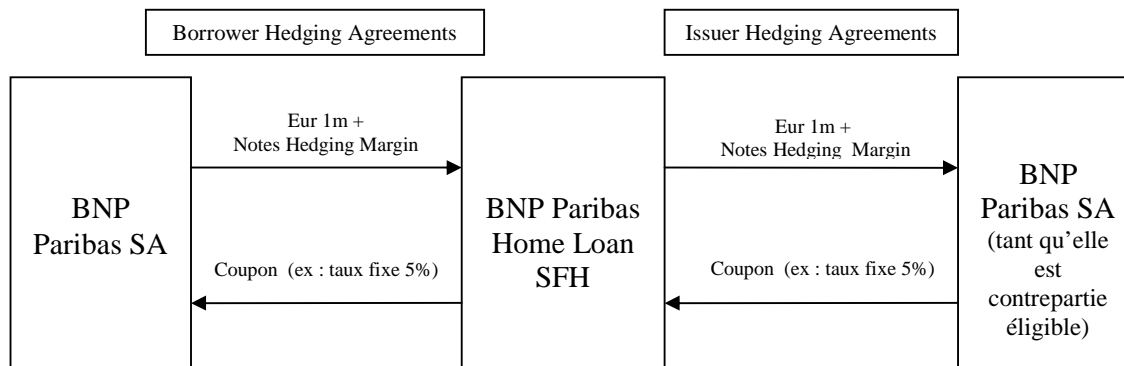 Borrower Hedging Agreements
Issuer Hedging Agreements
BNP
Paribas SA
Eur 1m +
Notes Hedging Margin
Coupon (ex : taux fixe 5%)
BNP Paribas
Home Loan
SFH
Eur 1m +
Notes Hedging Margin
Coupon (ex : taux fixe 5%)
BNP
Paribas SA
(tant qu’elle
est
contrepartie
éligible)